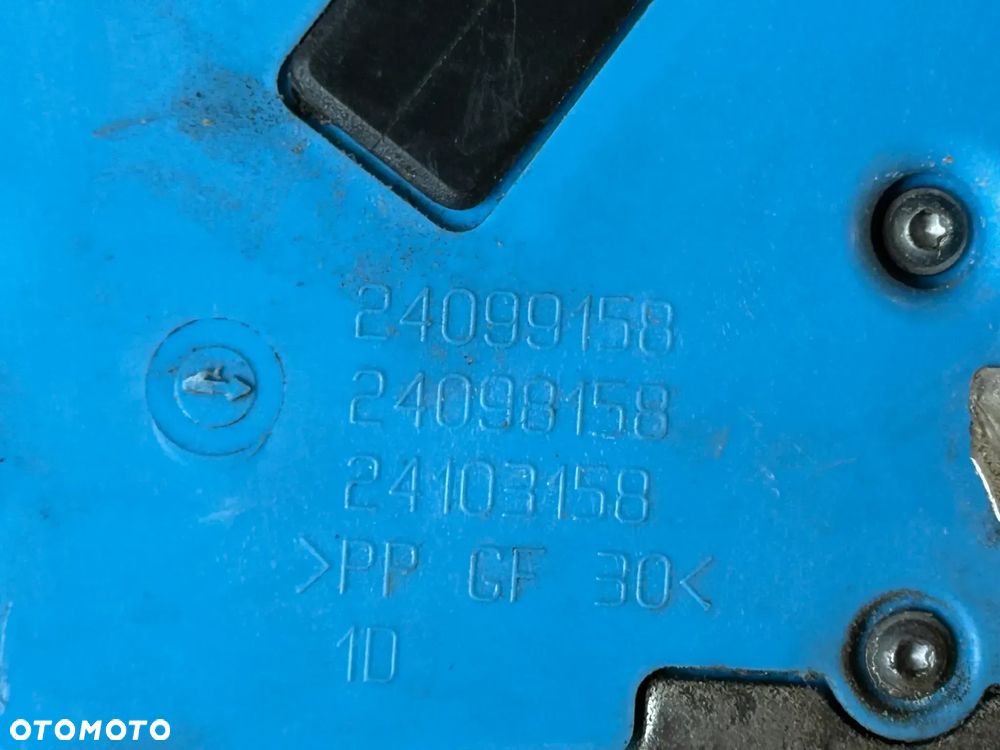 24099158
24098158
24103158
>PP GF 30<
1D
OTOMOTO